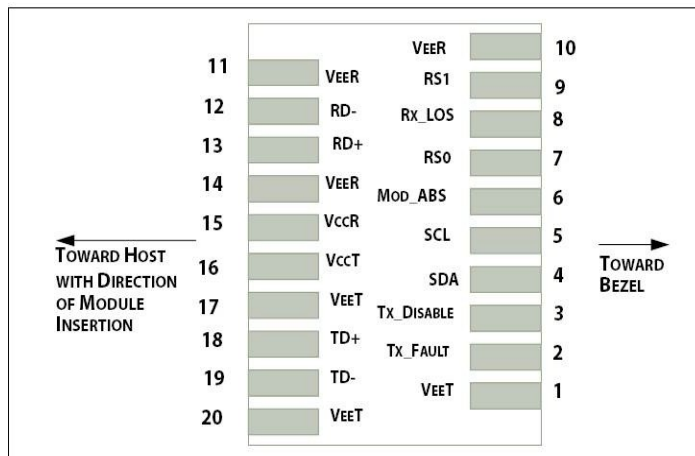 VEER 10
11 VEER
RS1 9
12 RD-
RX_LOS 8
13 RD+
RS0 7
14 VEER
MOD_ABS 6
15 VCCR
SCL 5
16 VCCT
SDA 4
17 VEET
TX_DISABLE 3
18 TD+
TX_FAULT 2
19 TD-
VEET 1
20 VEET
TOWARD HOST
WITH DIRECTION
OF MODULE
INSERTION
TOWARD
BEZEL